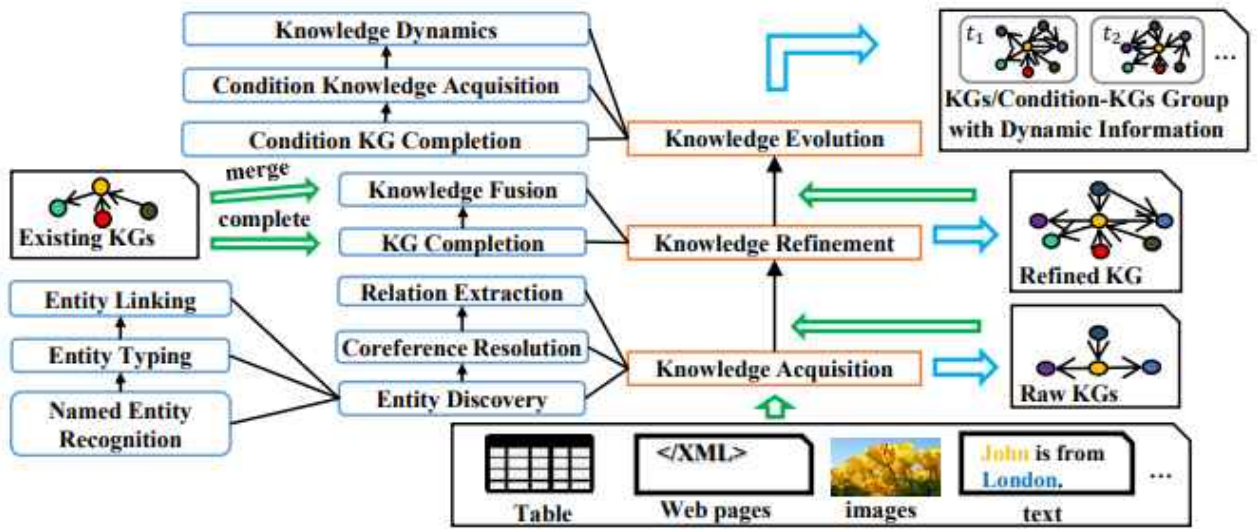 Knowledge Dynamics
Condition Knowledge Acquisition
Condition KG Completion
Knowledge Evolution
t1
t2
...
KGs/Condition-KGs Group
with Dynamic Information
merge
complete
Existing KGs
Knowledge Fusion
KG Completion
Knowledge Refinement
Refined KG
Entity Linking
Entity Typing
Named Entity
Recognition
Relation Extraction
Coreference Resolution
Entity Discovery
Knowledge Acquisition
Raw KGs
</XML>
John is from
London.
...
Table
Web pages
images
text